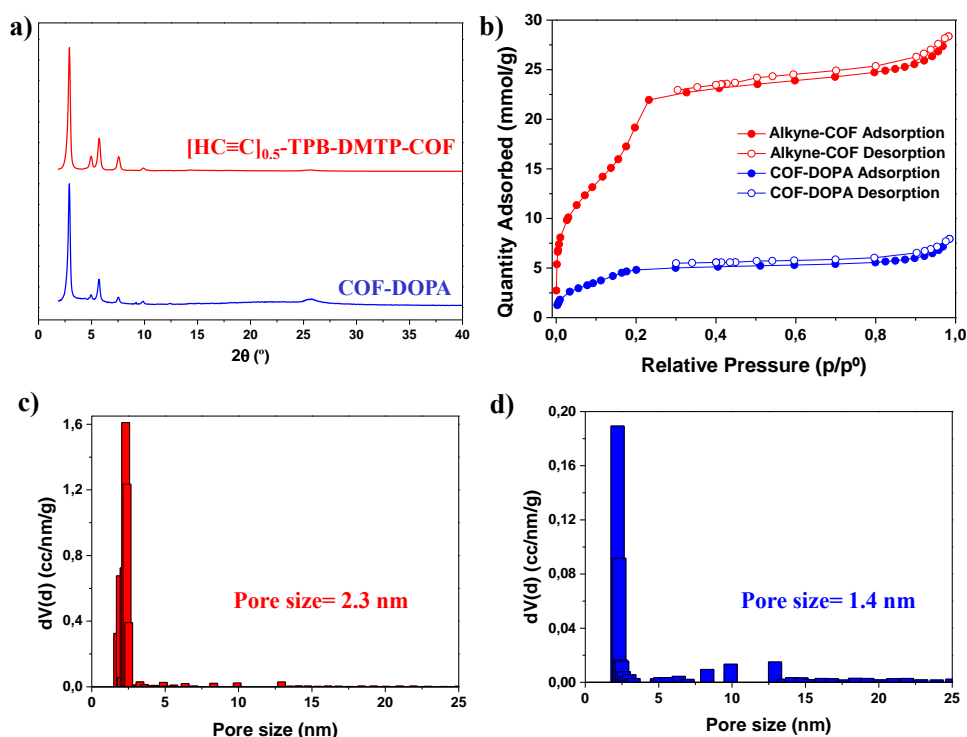 a)
[HC≡C]0.5-TPB-DMTP-COF
COF-DOPA
0 5 10 15 20 25 30 35 40
2θ (º)
b)
30
25
20
15
10
5
0
Quantity Adsorbed (mmol/g)
Alkyne-COF Adsorption
Alkyne-COF Desorption
COF-DOPA Adsorption
COF-DOPA Desorption
0,0 0,2 0,4 0,6 0,8 1,0
Relative Pressure (p/pº)
c)
1,6
1,2
0,8
0,4
0,0
dV(d) (cc/nm/g)
Pore size= 2.3 nm
0 5 10 15 20 25
Pore size (nm)
d)
0,20
0,16
0,12
0,08
0,04
0,00
dV(d) (cc/nm/g)
Pore size= 1.4 nm
0 5 10 15 20 25
Pore size (nm)